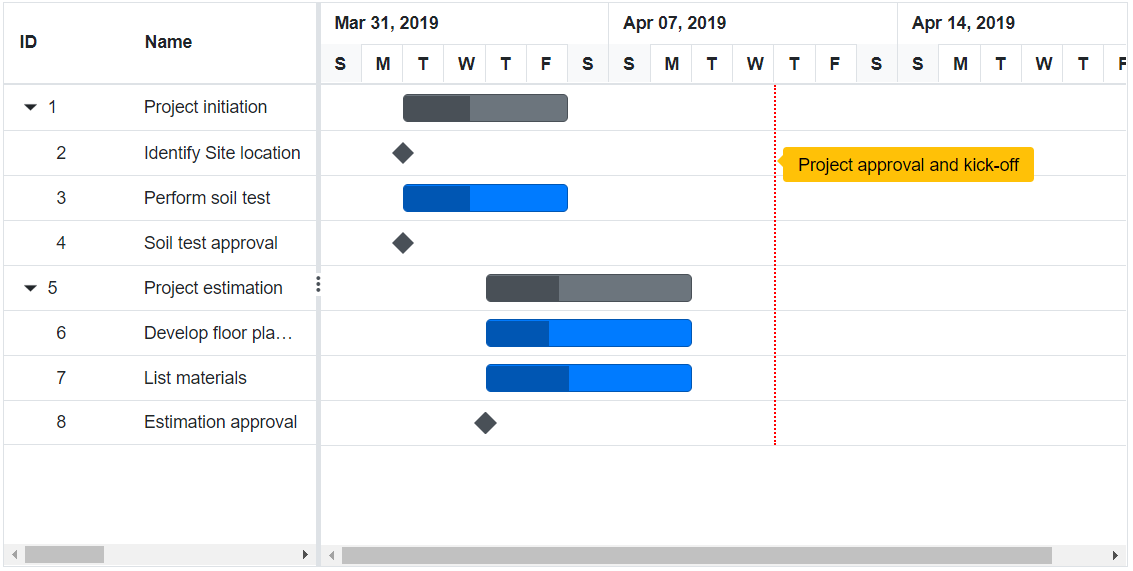 ID Name Mar 31, 2019 Apr 07, 2019 Apr 14, 2019
S M T W T F S S M T W T F S S M T W T F
1 Project initiation
2 Identify Site location
Project approval and kick-off
3 Perform soil test
4 Soil test approval
5 Project estimation
6 Develop floor pla…
7 List materials
8 Estimation approval